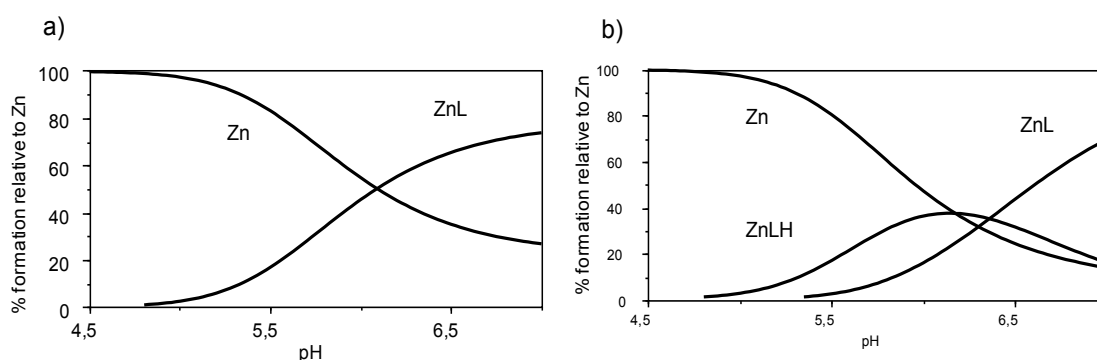 a)
% formation relative to Zn
100
80
60
40
20
0
Zn
ZnL
4,5
5,5
6,5
pH
b)
% formation relative to Zn
100
80
60
40
20
0
Zn
ZnL
ZnLH
4,5
5,5
6,5
pH